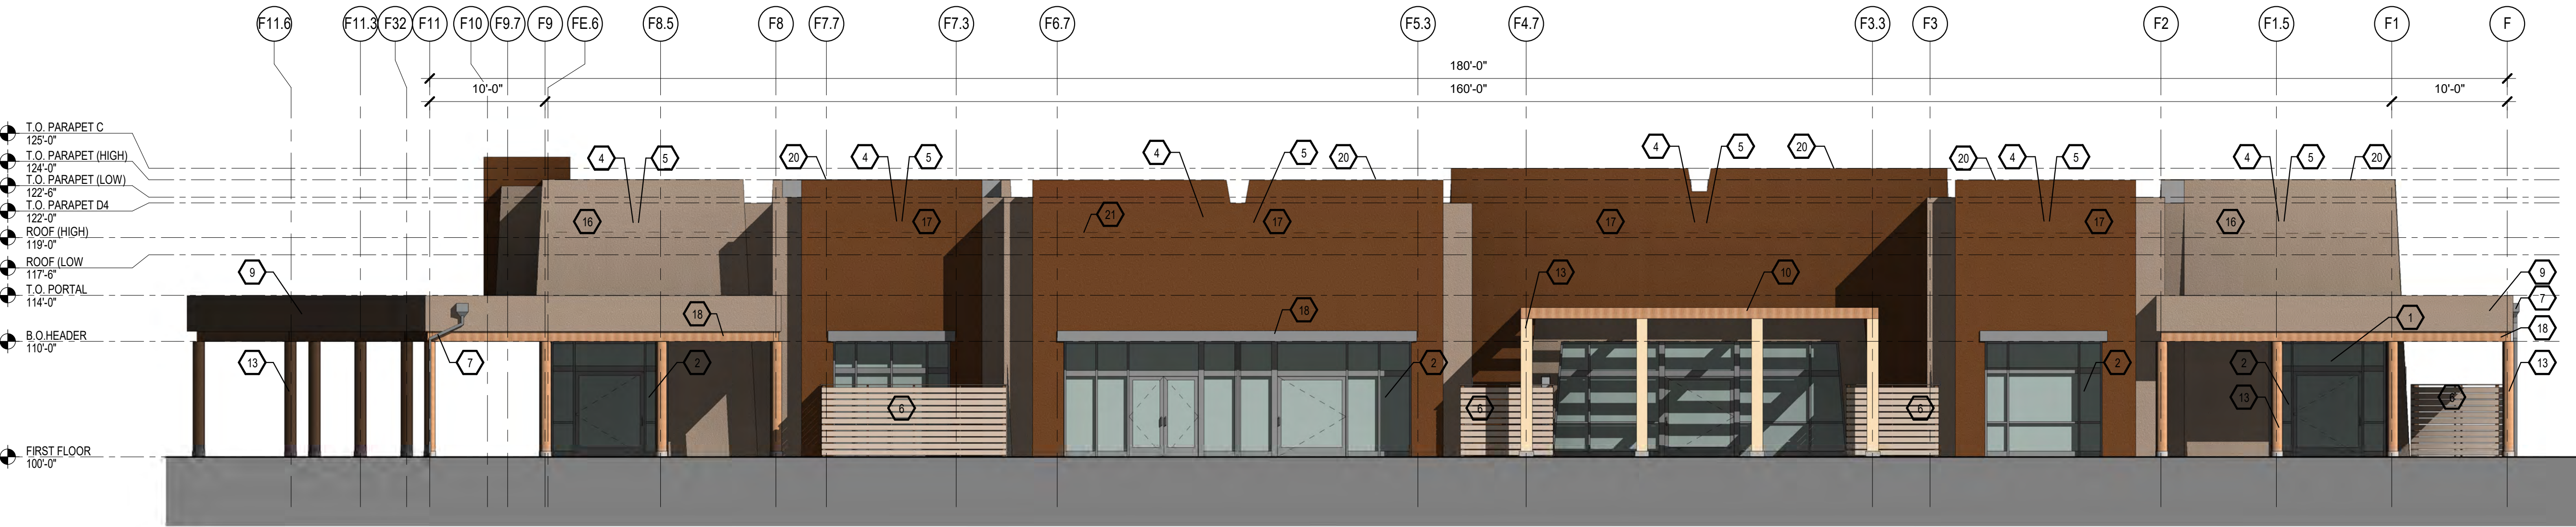 F11.6 F11.3 F32 F11 F10 F9.7 F9 FE.6 F8.5 F8 F7.7 F7.3 F6.7 F5.3 F4.7 F3.3 F3 F2 F1.5 F1 F
180'-0"
10'-0" 160'-0" 10'-0"
T.O. PARAPET C
125'-0"
T.O. PARAPET (HIGH)
124'-0"
T.O. PARAPET (LOW)
122'-6"
T.O. PARAPET D4
122'-0"
ROOF (HIGH)
119'-0"
ROOF (LOW
117'-6"
T.O. PORTAL
114'-0"
B.O.HEADER
110'-0"
FIRST FLOOR
100'-0"
4 5 20 4 5 4 5 20 4 5 20 20 4 5 4 5 20
16 17 21 17 17 17 16
9 13 10 9
7
18 18 1 18
13 7 2 2 2 2 13
6 6 6 13 6